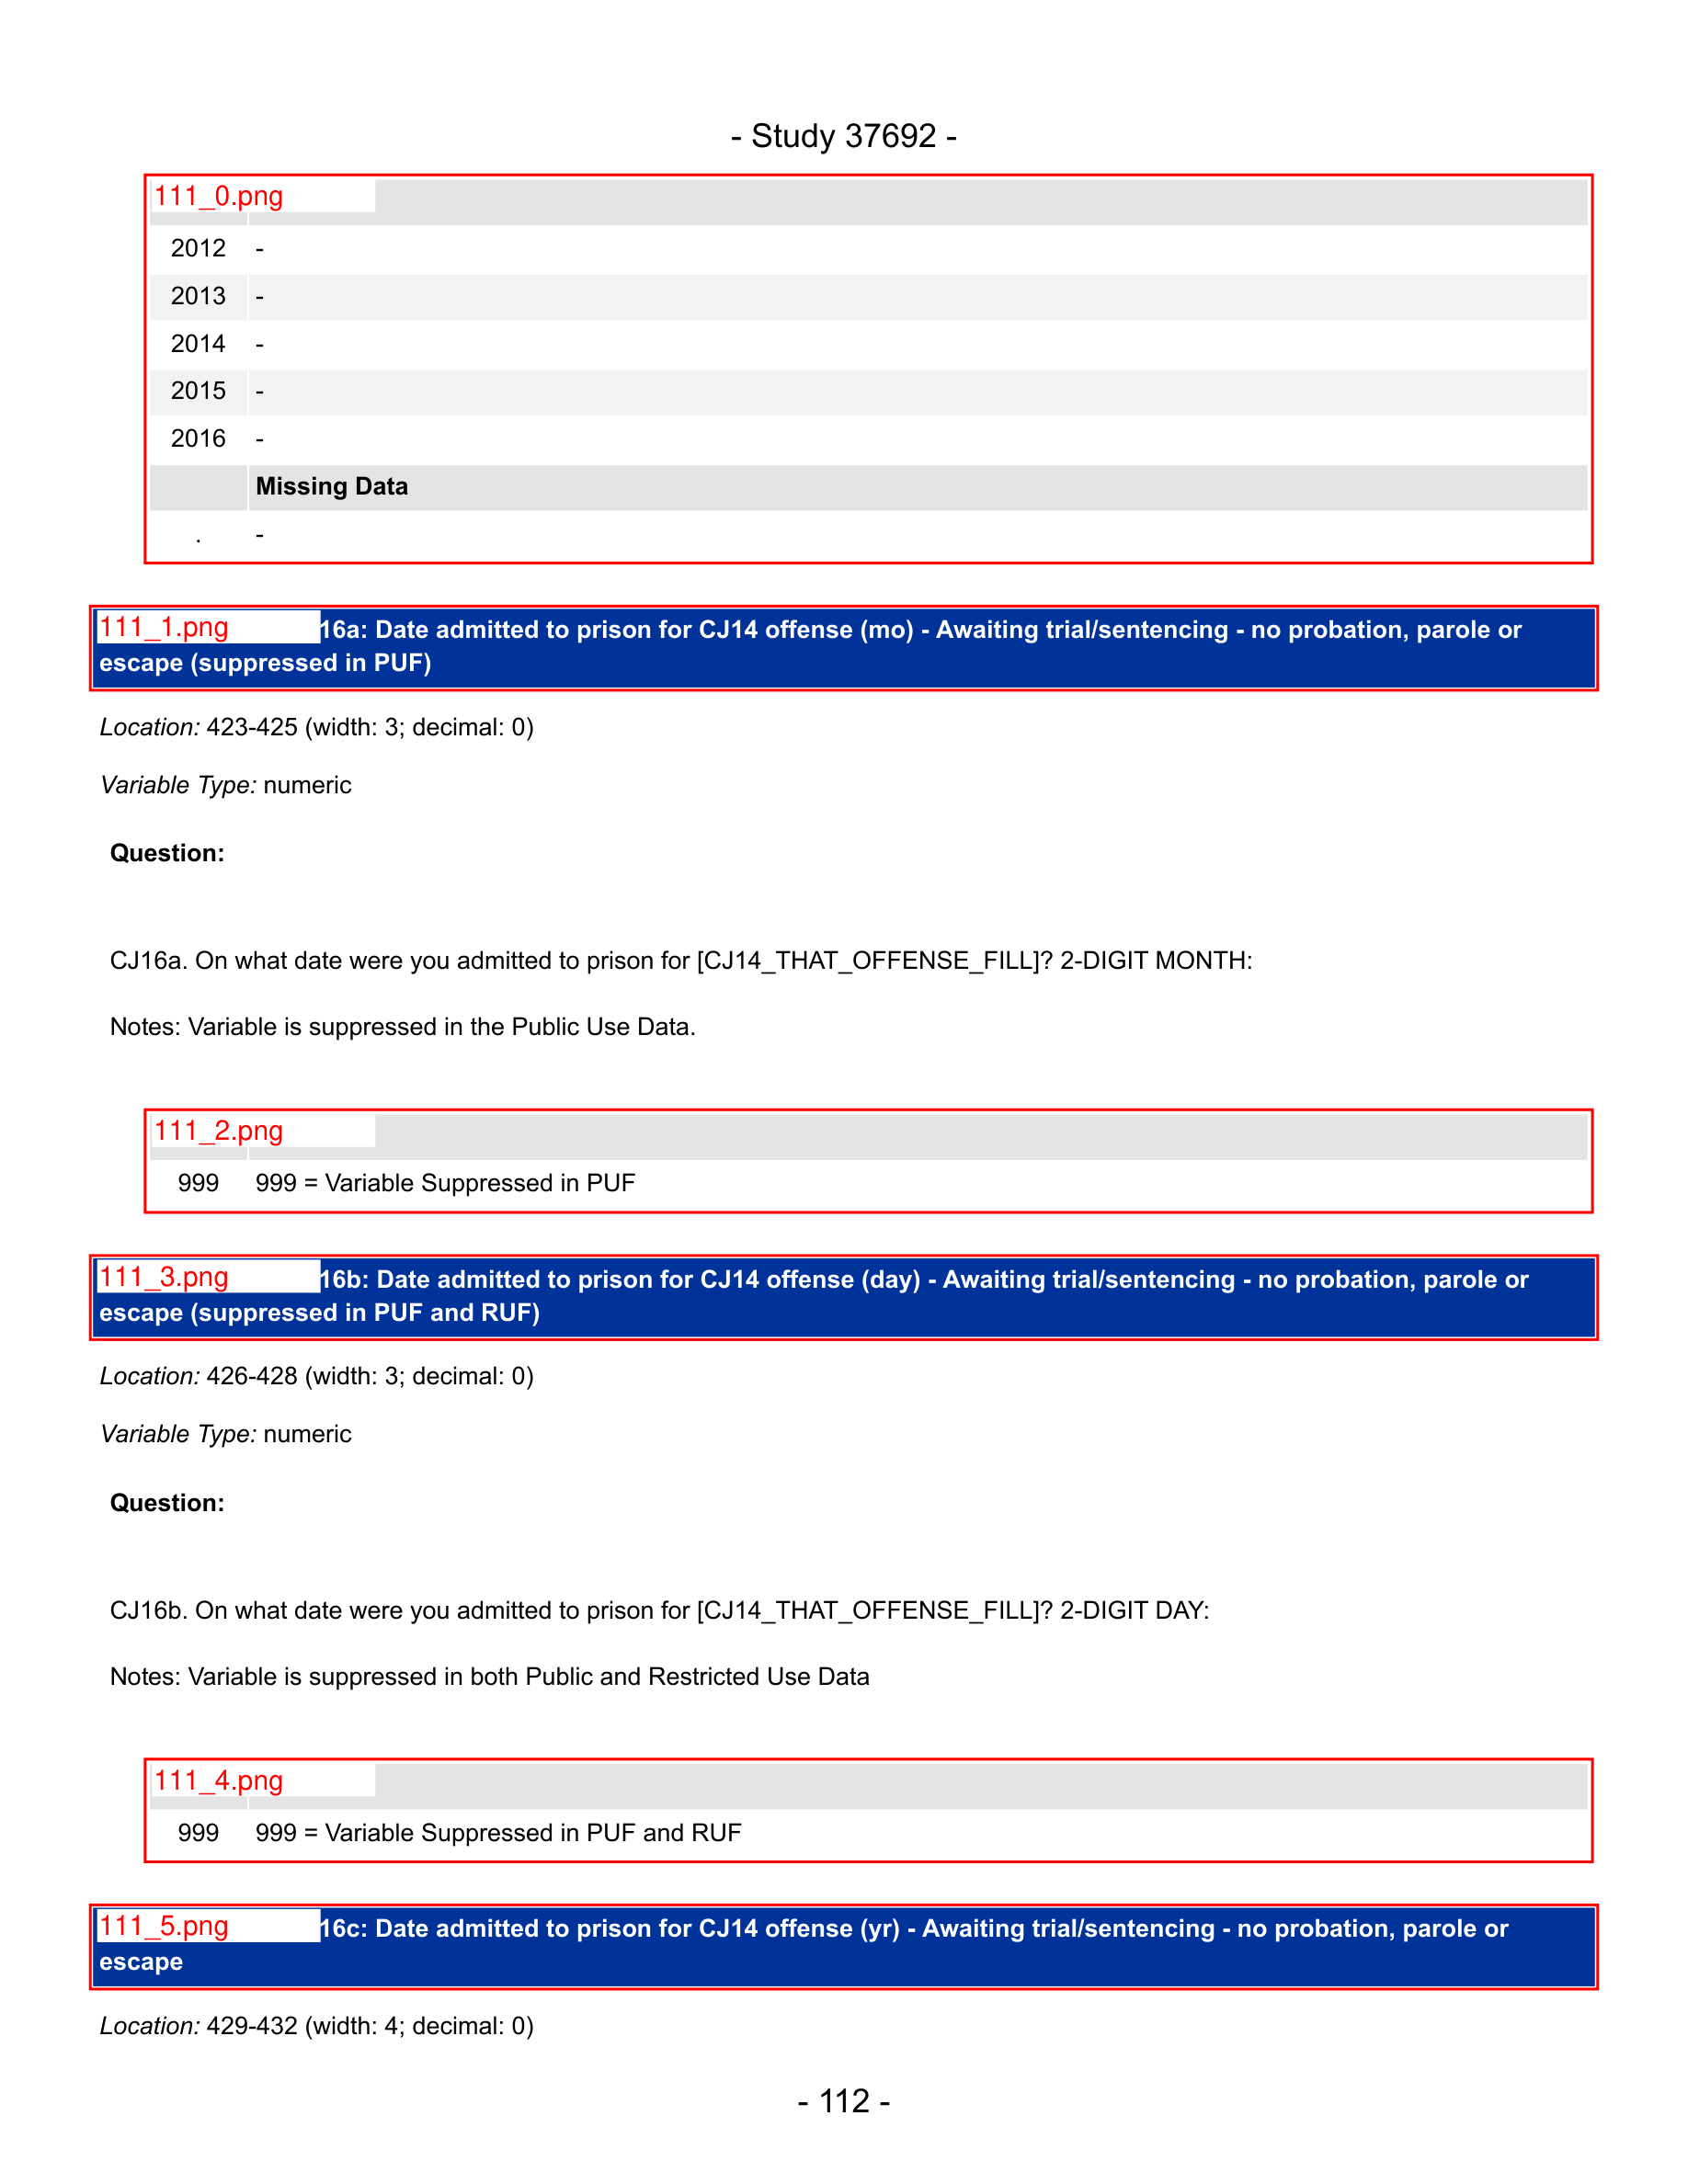 - Study 37692 -
111_0.png
2012 -
2013 -
2014 -
2015 -
2016 -
Missing Data
. -
111_1.png 16a: Date admitted to prison for CJ14 offense (mo) - Awaiting trial/sentencing - no probation, parole or
escape (suppressed in PUF)
Location: 423-425 (width: 3; decimal: 0)
Variable Type: numeric
Question:
CJ16a. On what date were you admitted to prison for [CJ14_THAT_OFFENSE_FILL]? 2-DIGIT MONTH:
Notes: Variable is suppressed in the Public Use Data.
111_2.png
999 999 = Variable Suppressed in PUF
111_3.png 16b: Date admitted to prison for CJ14 offense (day) - Awaiting trial/sentencing - no probation, parole or
escape (suppressed in PUF and RUF)
Location: 426-428 (width: 3; decimal: 0)
Variable Type: numeric
Question:
CJ16b. On what date were you admitted to prison for [CJ14_THAT_OFFENSE_FILL]? 2-DIGIT DAY:
Notes: Variable is suppressed in both Public and Restricted Use Data
111_4.png
999 999 = Variable Suppressed in PUF and RUF
111_5.png 16c: Date admitted to prison for CJ14 offense (yr) - Awaiting trial/sentencing - no probation, parole or
escape
Location: 429-432 (width: 4; decimal: 0)
- 112 -